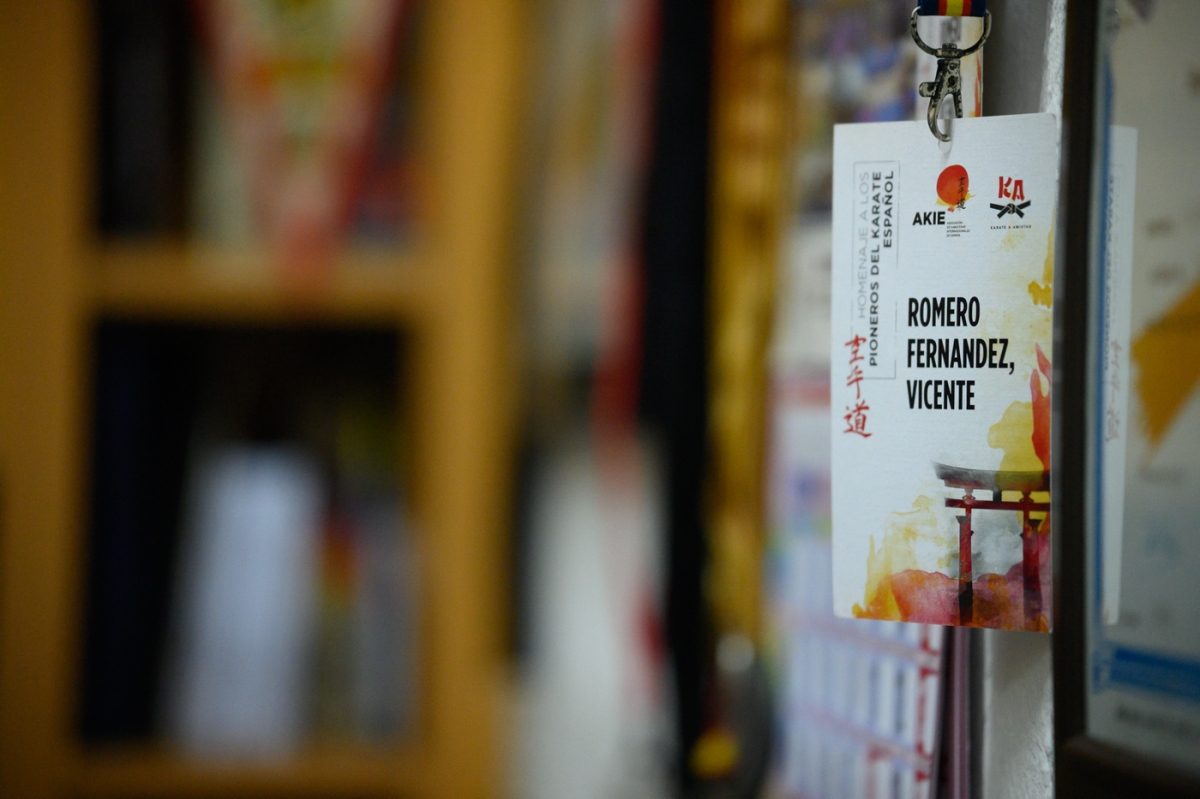 HOMENAJE A LOS
PIONEROS DEL KARATE
ESPAÑOL
空手道
AKIE
KA
KARATE & AMISTAD
ROMERO
FERNANDEZ,
VICENTE